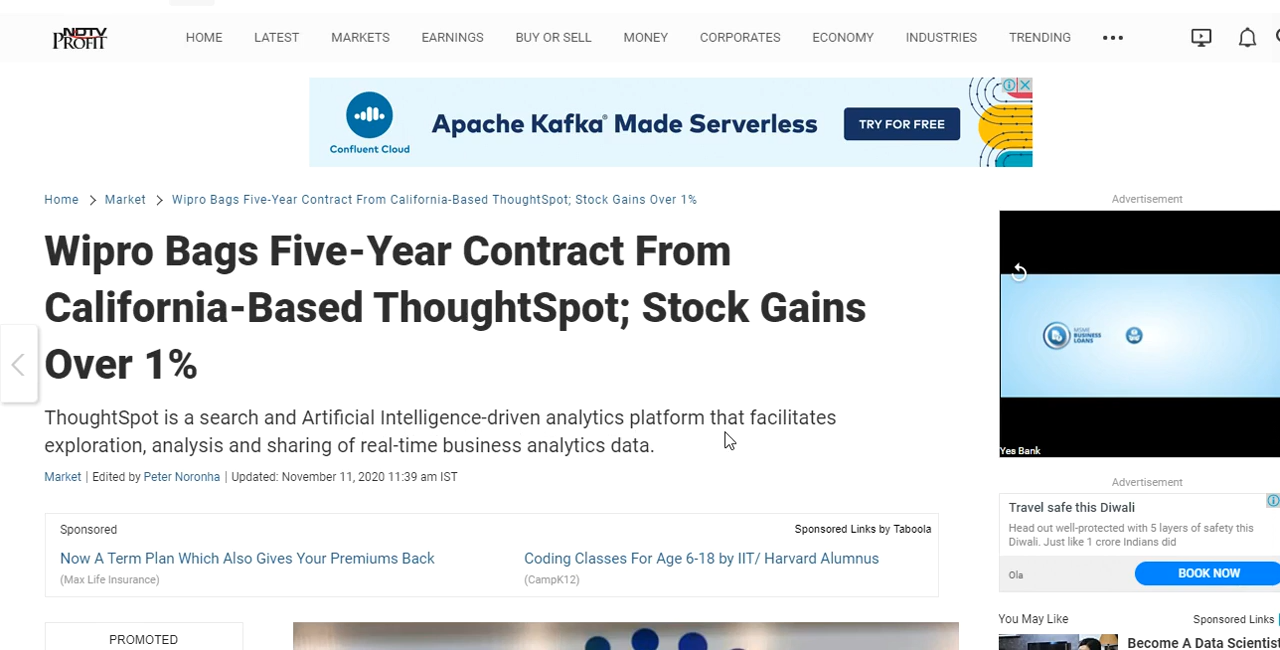 NDTV
PROFIT
HOME LATEST MARKETS EARNINGS BUY OR SELL MONEY CORPORATES ECONOMY INDUSTRIES TRENDING
Apache Kafka® Made Serverless
TRY FOR FREE
Confluent Cloud
Home > Market > Wipro Bags Five-Year Contract From California-Based ThoughtSpot; Stock Gains Over 1%
Advertisement
Wipro Bags Five-Year Contract From
California-Based ThoughtSpot; Stock Gains
Over 1%
MSME
BUSINESS
LOANS
Yes Bank
ThoughtSpot is a search and Artificial Intelligence-driven analytics platform that facilitates
exploration, analysis and sharing of real-time business analytics data.
Market | Edited by Peter Noronha | Updated: November 11, 2020 11:39 am IST
Advertisement
Travel safe this Diwali
Head out well-protected with 5 layers of safety this
Diwali. Just like 1 crore Indians did
Ola
BOOK NOW
Sponsored
Sponsored Links by Taboola
Now A Term Plan Which Also Gives Your Premiums Back
(Max Life Insurance)
Coding Classes For Age 6-18 by IIT/ Harvard Alumnus
(CampK12)
You May Like
Sponsored Links
PROMOTED
Become A Data Scientist